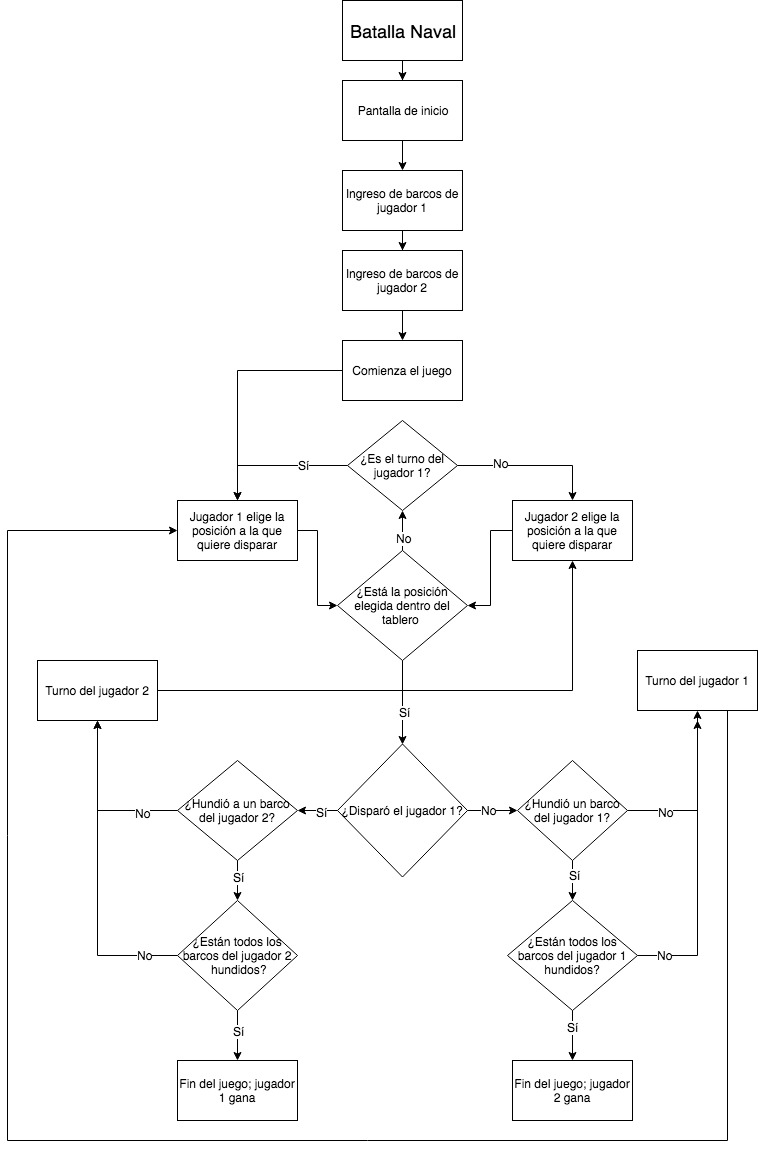 Batalla Naval
Pantalla de inicio
Ingreso de barcos de
jugador 1
Ingreso de barcos de
jugador 2
Comienza el juego
¿Es el turno del
jugador 1?
Sí
No
Jugador 1 elige la
posición a la que
quiere disparar
Jugador 2 elige la
posición a la que
quiere disparar
No
¿Está la posición
elegida dentro del
tablero
Turno del jugador 2
Turno del jugador 1
Sí
¿Hundió a un barco
del jugador 2?
No
Sí
¿Disparó el jugador 1?
No
¿Hundió un barco
del jugador 1?
No
Sí
Sí
¿Están todos los
barcos del jugador 2
hundidos?
No
¿Están todos los
barcos del jugador 1
hundidos?
No
Sí
Sí
Fin del juego; jugador
1 gana
Fin del juego; jugador
2 gana